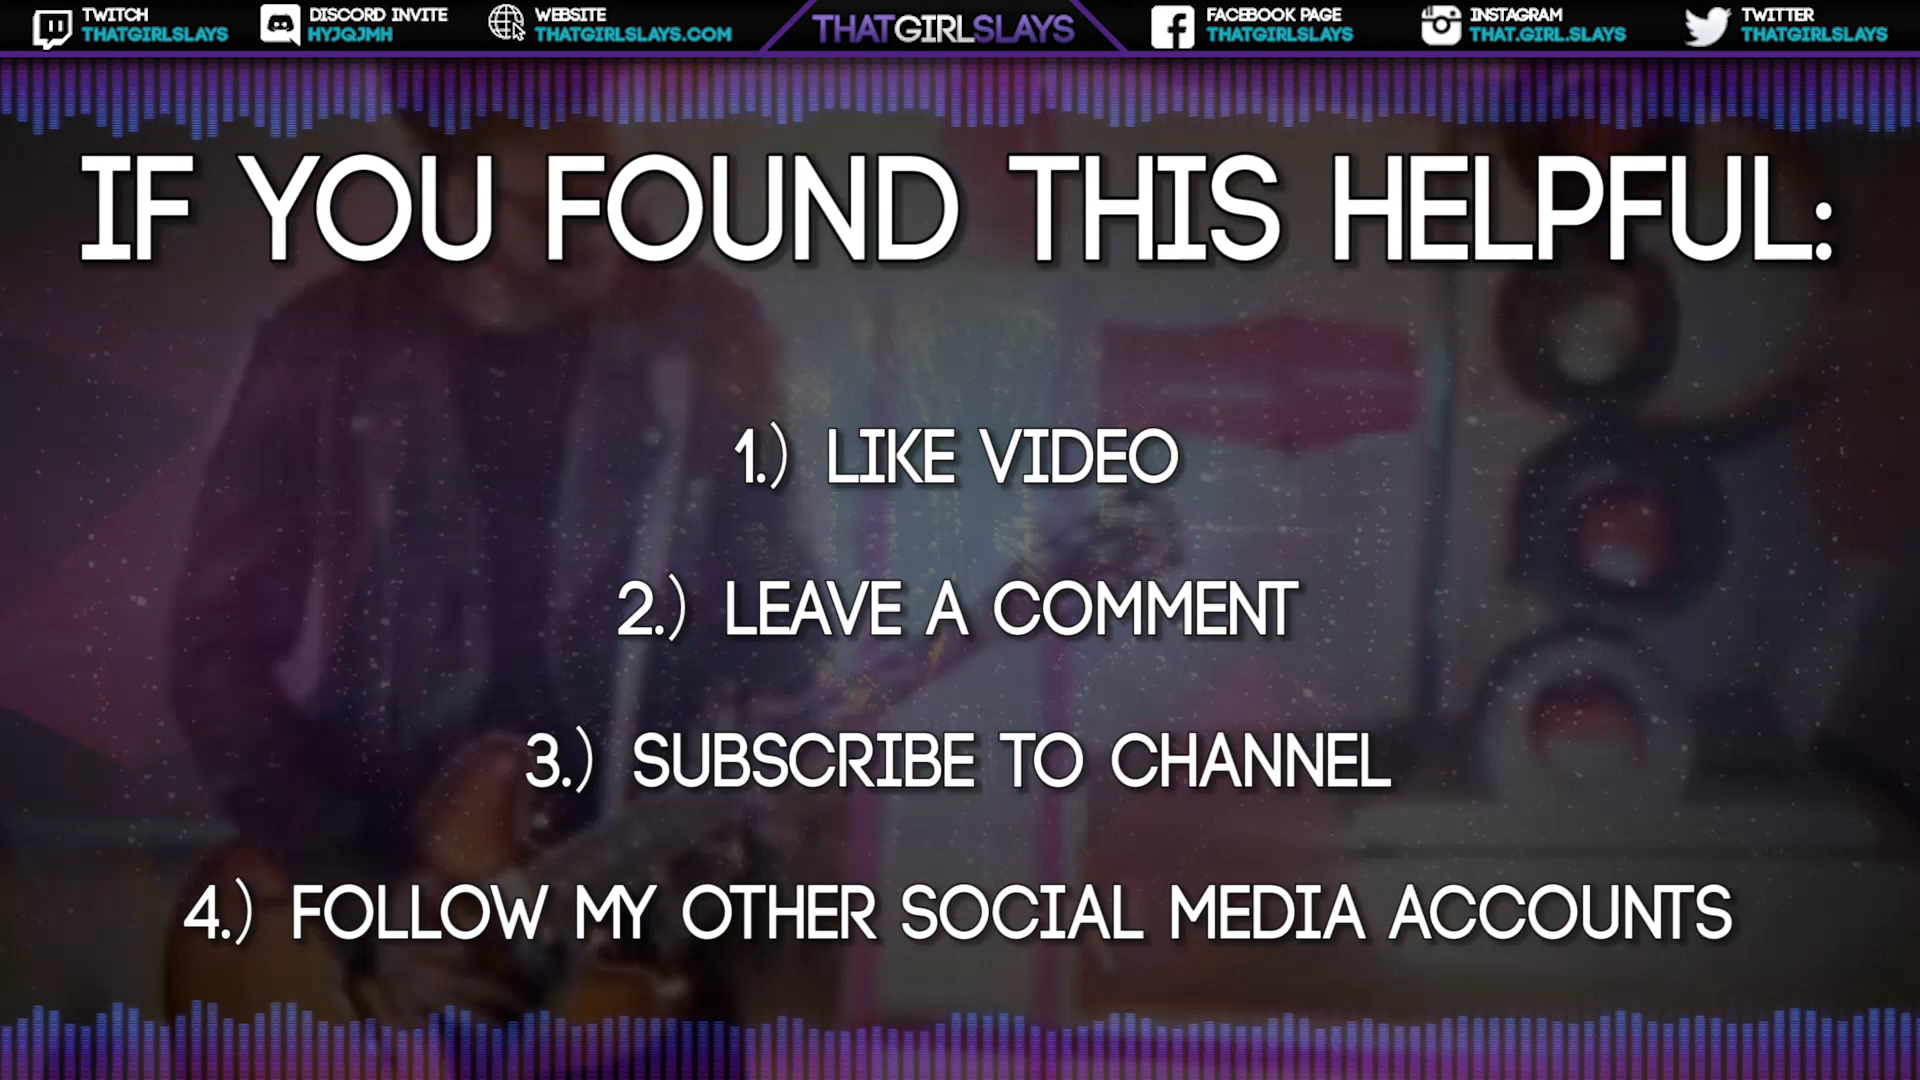 TWITCH
THATGIRLSLAYS
DISCORD INVITE
HYJQJMH
WEBSITE
THATGIRLSLAYS.COM
THATGIRLSLAYS
FACEBOOK PAGE
THATGIRLSLAYS
INSTAGRAM
THAT.GIRL.SLAYS
TWITTER
THATGIRLSLAYS
IF YOU FOUND THIS HELPFUL:
1.) LIKE VIDEO
2.) LEAVE A COMMENT
3.) SUBSCRIBE TO CHANNEL
4.) FOLLOW MY OTHER SOCIAL MEDIA ACCOUNTS